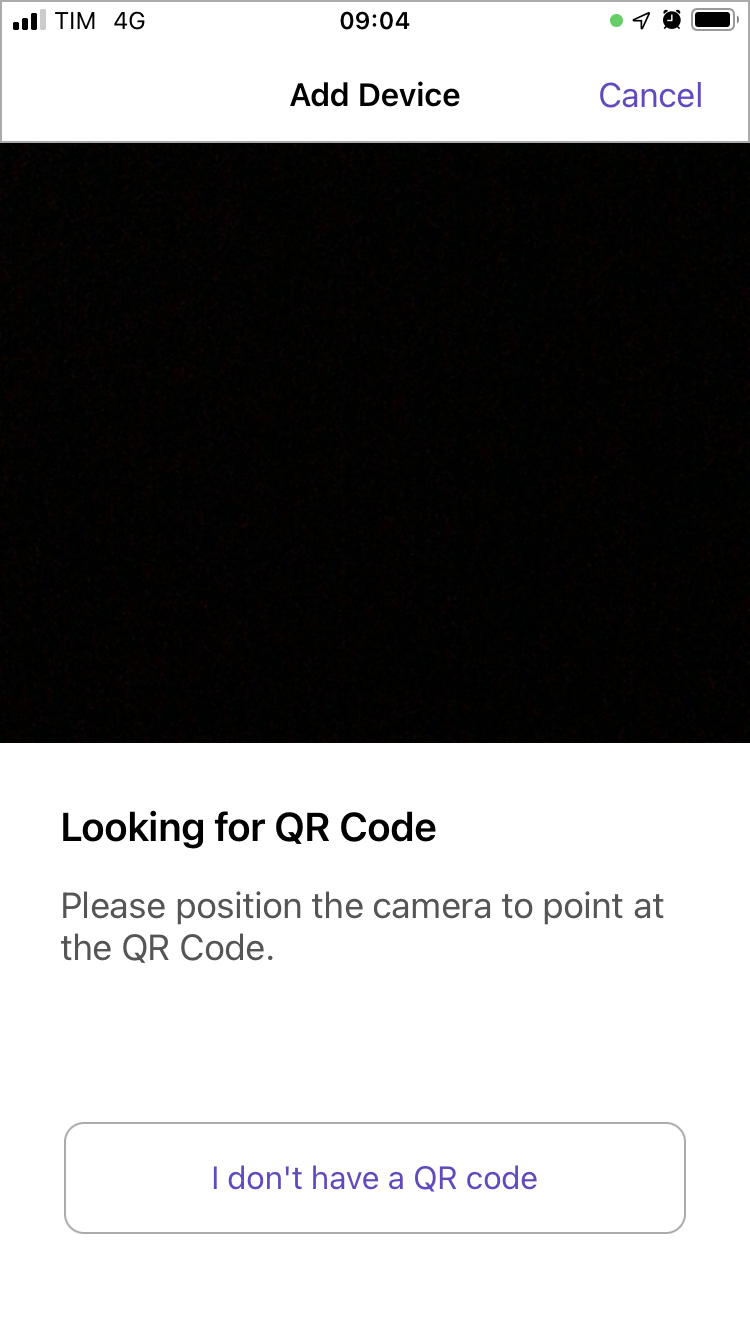 TIM 4G 09:04
Add Device Cancel
Looking for QR Code
Please position the camera to point at
the QR Code.
I don't have a QR code